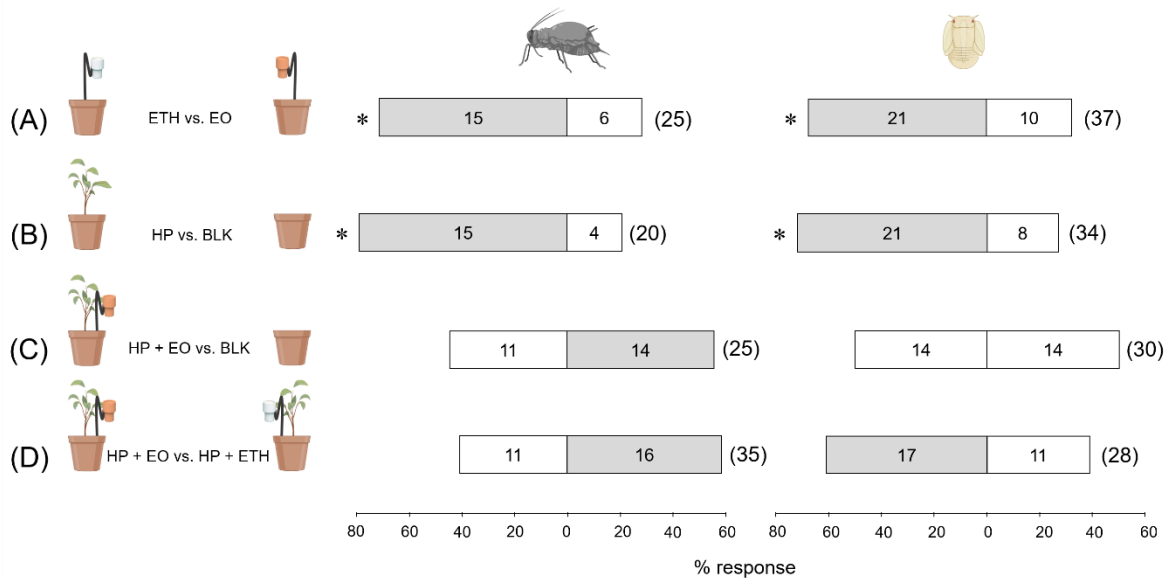 (A) ETH vs. EO * 15 6 (25) * 21 10 (37)
(B) HP vs. BLK * 15 4 (20) * 21 8 (34)
(C) HP + EO vs. BLK 11 14 (25) 14 14 (30)
(D) HP + EO vs. HP + ETH 11 16 (35) 17 11 (28)
80 60 40 20 0 20 40 60 80 60 40 20 0 20 40 60
% response